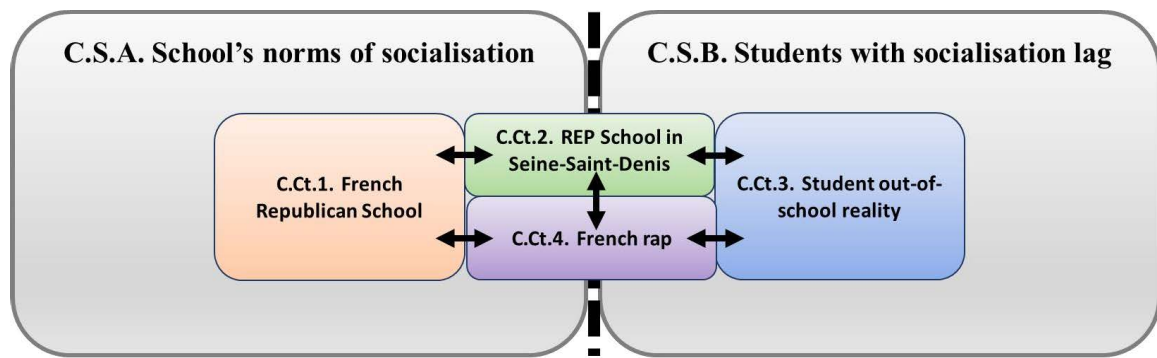 C.S.A. School's norms of socialisation
C.S.B. Students with socialisation lag
C.Ct.1. French
Republican School
C.Ct.2. REP School in
Seine-Saint-Denis
C.Ct.4. French rap
C.Ct.3. Student out-of-
school reality